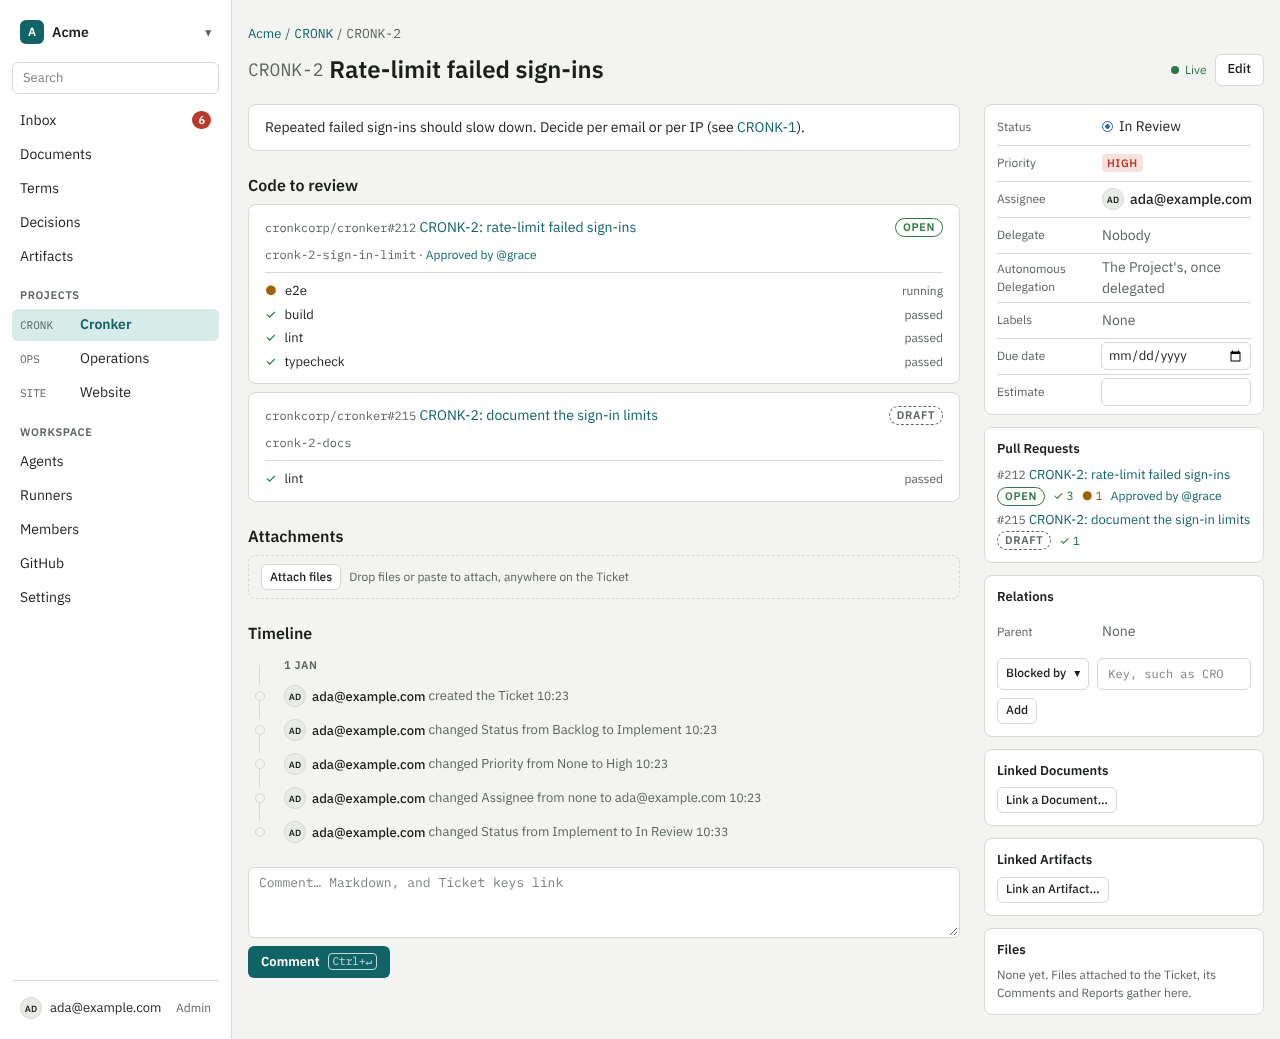 A Acme ▾
Search
Inbox 6
Documents
Terms
Decisions
Artifacts
PROJECTS
CRONK Cronker
OPS Operations
SITE Website
WORKSPACE
Agents
Runners
Members
GitHub
Settings
AD ada@example.com Admin
Acme / CRONK / CRONK-2
CRONK-2 Rate-limit failed sign-ins
Live Edit
Repeated failed sign-ins should slow down. Decide per email or per IP (see CRONK-1).
Code to review
cronkcorp/cronker#212 CRONK-2: rate-limit failed sign-ins OPEN
cronk-2-sign-in-limit · Approved by @grace
e2e running
build passed
lint passed
typecheck passed
cronkcorp/cronker#215 CRONK-2: document the sign-in limits DRAFT
cronk-2-docs
lint passed
Attachments
Attach files Drop files or paste to attach, anywhere on the Ticket
Timeline
1 JAN
AD ada@example.com created the Ticket 10:23
AD ada@example.com changed Status from Backlog to Implement 10:23
AD ada@example.com changed Priority from None to High 10:23
AD ada@example.com changed Assignee from none to ada@example.com 10:23
AD ada@example.com changed Status from Implement to In Review 10:33
Comment… Markdown, and Ticket keys link
Comment Ctrl+↵
Status In Review
Priority HIGH
Assignee AD ada@example.com
Delegate Nobody
Autonomous Delegation The Project's, once delegated
Labels None
Due date mm/dd/yyyy
Estimate
Pull Requests
#212 CRONK-2: rate-limit failed sign-ins
OPEN ✓ 3 1 Approved by @grace
#215 CRONK-2: document the sign-in limits
DRAFT ✓ 1
Relations
Parent None
Blocked by ▾ Key, such as CRO
Add
Linked Documents
Link a Document…
Linked Artifacts
Link an Artifact…
Files
None yet. Files attached to the Ticket, its
Comments and Reports gather here.